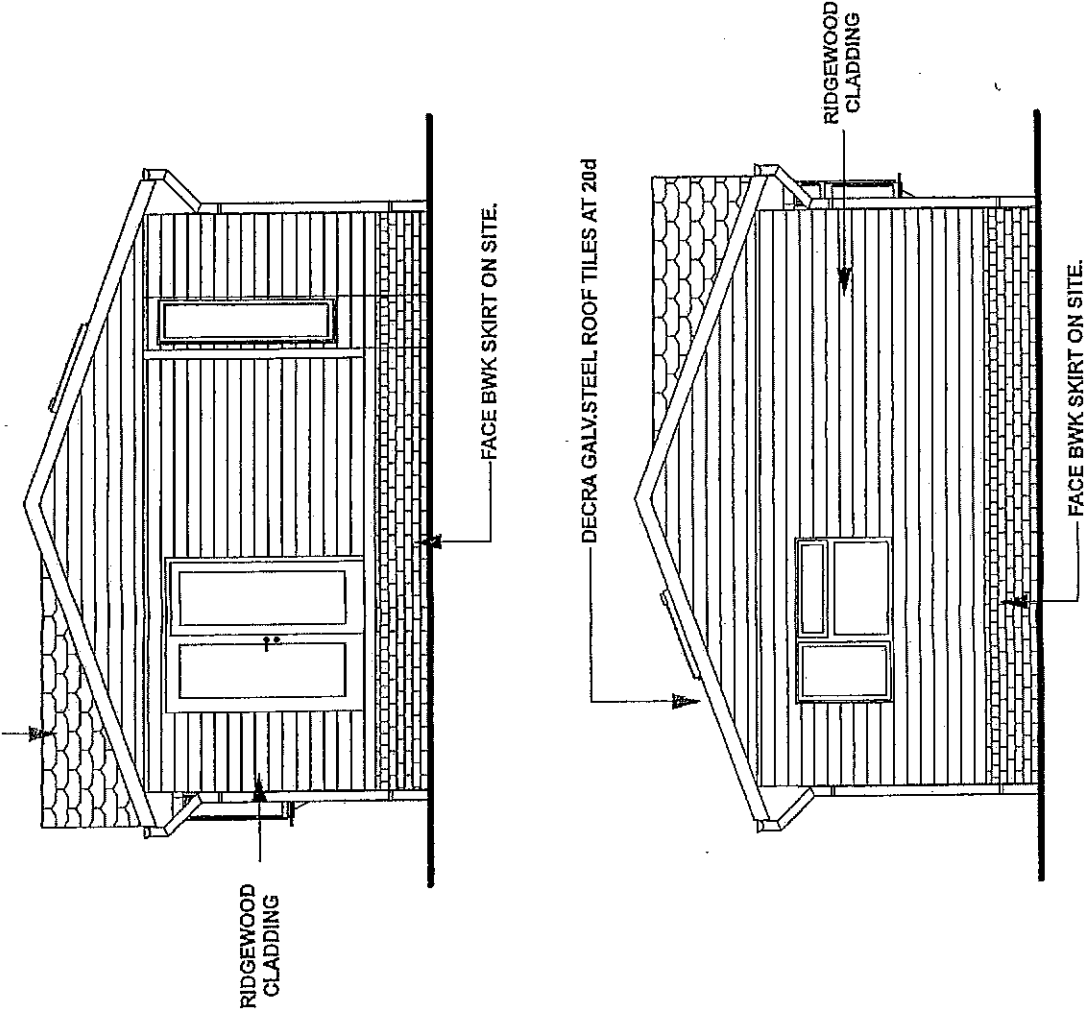 RIDGEWOOD
CLADDING
FACE BWK SKIRT ON SITE.
DECRA GALV.STEEL ROOF TILES AT 20d
RIDGEWOOD
CLADDING
FACE BWK SKIRT ON SITE.